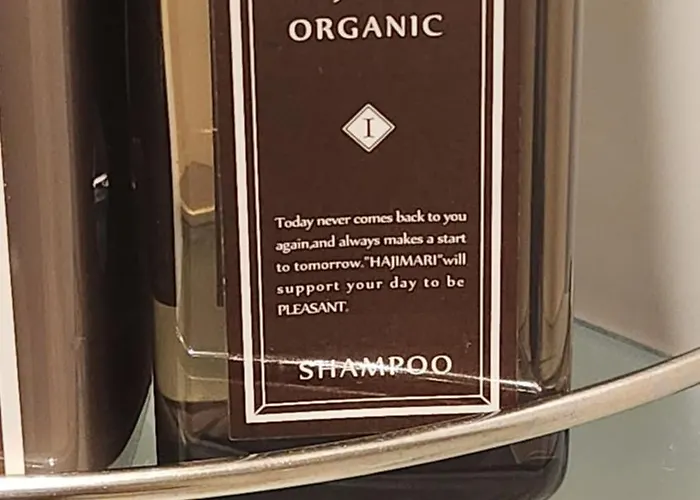 ORGANIC
I
Today never comes back to you
again,and always makes a start
to tomorrow."HAJIMARI"will
support your day to be
PLEASANT.
SHAMPOO